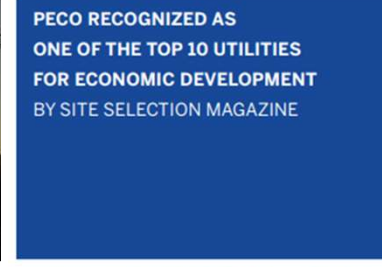 PECO RECOGNIZED AS
ONE OF THE TOP 10 UTILITIES
FOR ECONOMIC DEVELOPMENT
BY SITE SELECTION MAGAZINE